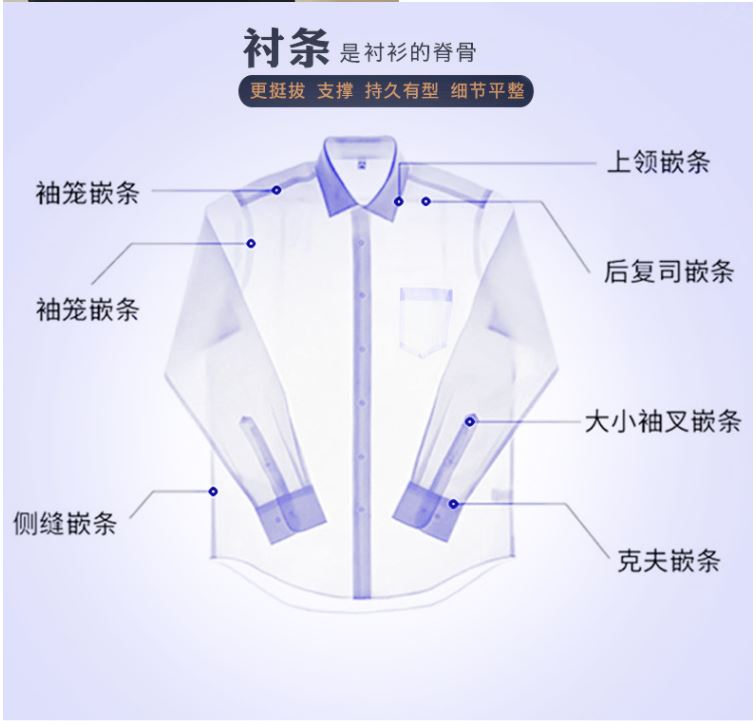 衬条 是衬衫的脊骨
更挺拔 支撑 持久有型 细节平整
上领嵌条
袖笼嵌条
后复司嵌条
袖笼嵌条
大小袖叉嵌条
侧缝嵌条
克夫嵌条